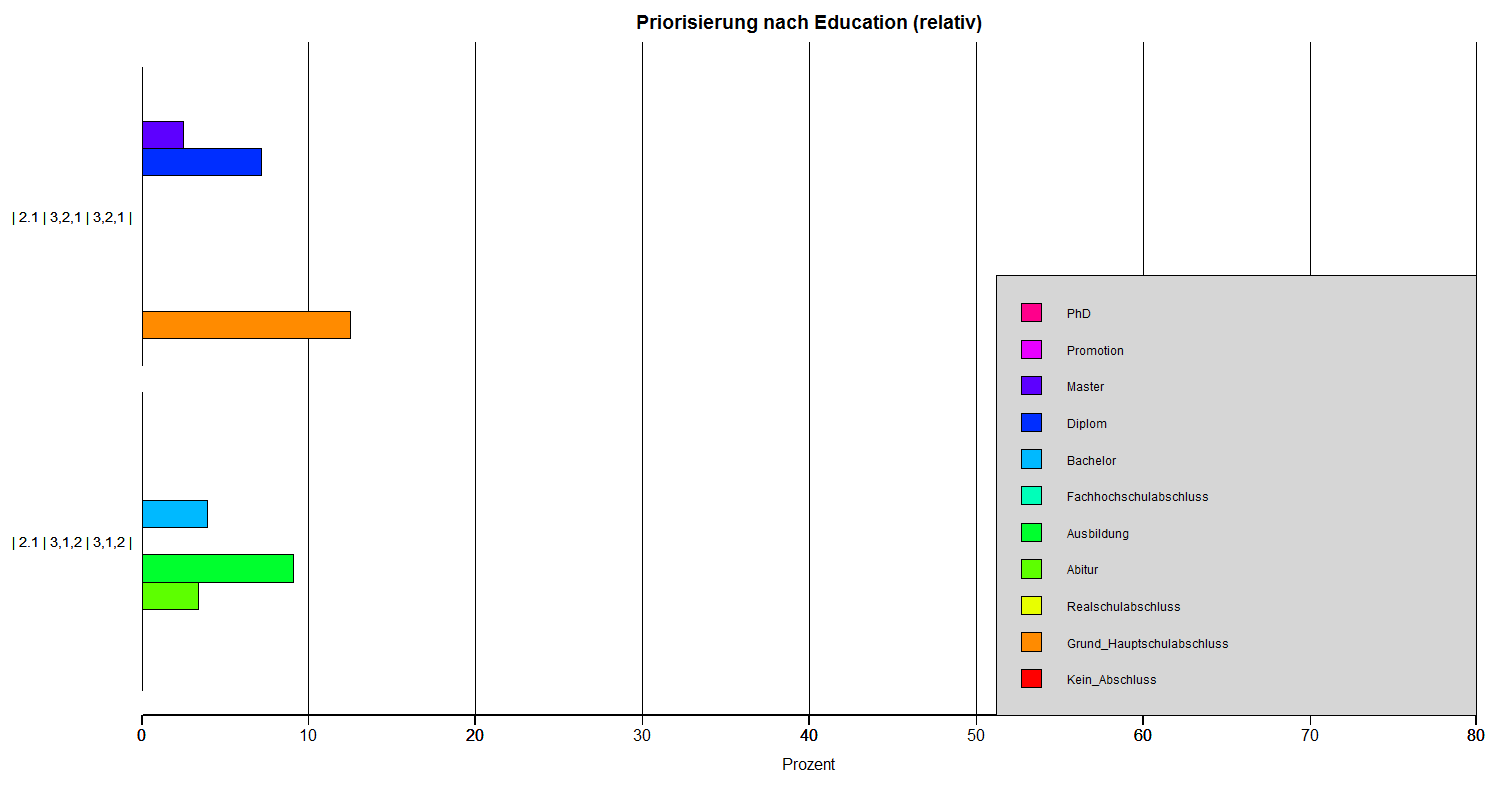 Priorisierung nach Education (relativ)
| 2.1 | 3,2,1 | 3,2,1 |
| 2.1 | 3,1,2 | 3,1,2 |
PhD
Promotion
Master
Diplom
Bachelor
Fachhochschulabschluss
Ausbildung
Abitur
Realschulabschluss
Grund_Hauptschulabschluss
Kein_Abschluss
0 10 20 30 40 50 60 70 80
Prozent